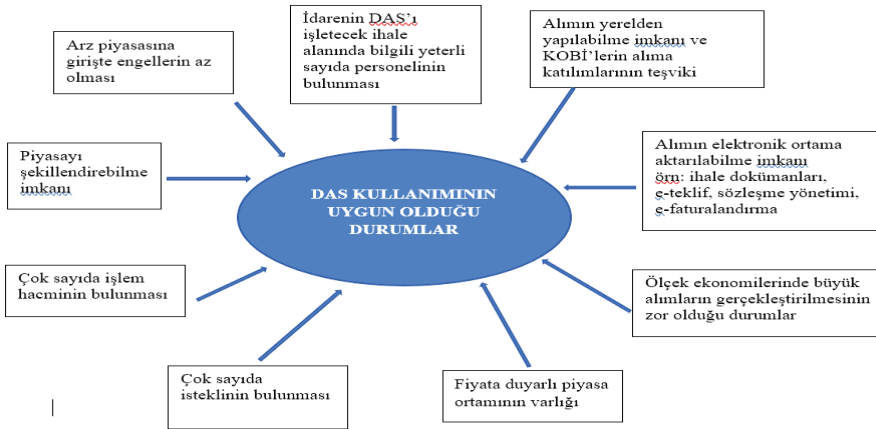 Arz piyasasına
girişte engellerin az
olması
İdarenin DAS’ı
işletecek ihale
alanında bilgili yeterli
sayıda personelinin
bulunması
Alımın yerelden
yapılabilme imkanı ve
KOBİ’lerin alıma
katılımlarının teşviki
Piyasayı
şekillendirebilme
imkanı
DAS KULLANIMININ
UYGUN OLDUĞU
DURUMLAR
Alımın elektronik ortama
aktarılabilme imkanı
örn: ihale dokümanları,
e-teklif, sözleşme yönetimi,
e-faturalandırma
Çok sayıda işlem
hacminin bulunması
Ölçek ekonomilerinde büyük
alımların gerçekleştirilmesinin
zor olduğu durumlar
Çok sayıda
isteklinin bulunması
Fiyata duyarlı piyasa
ortamının varlığı